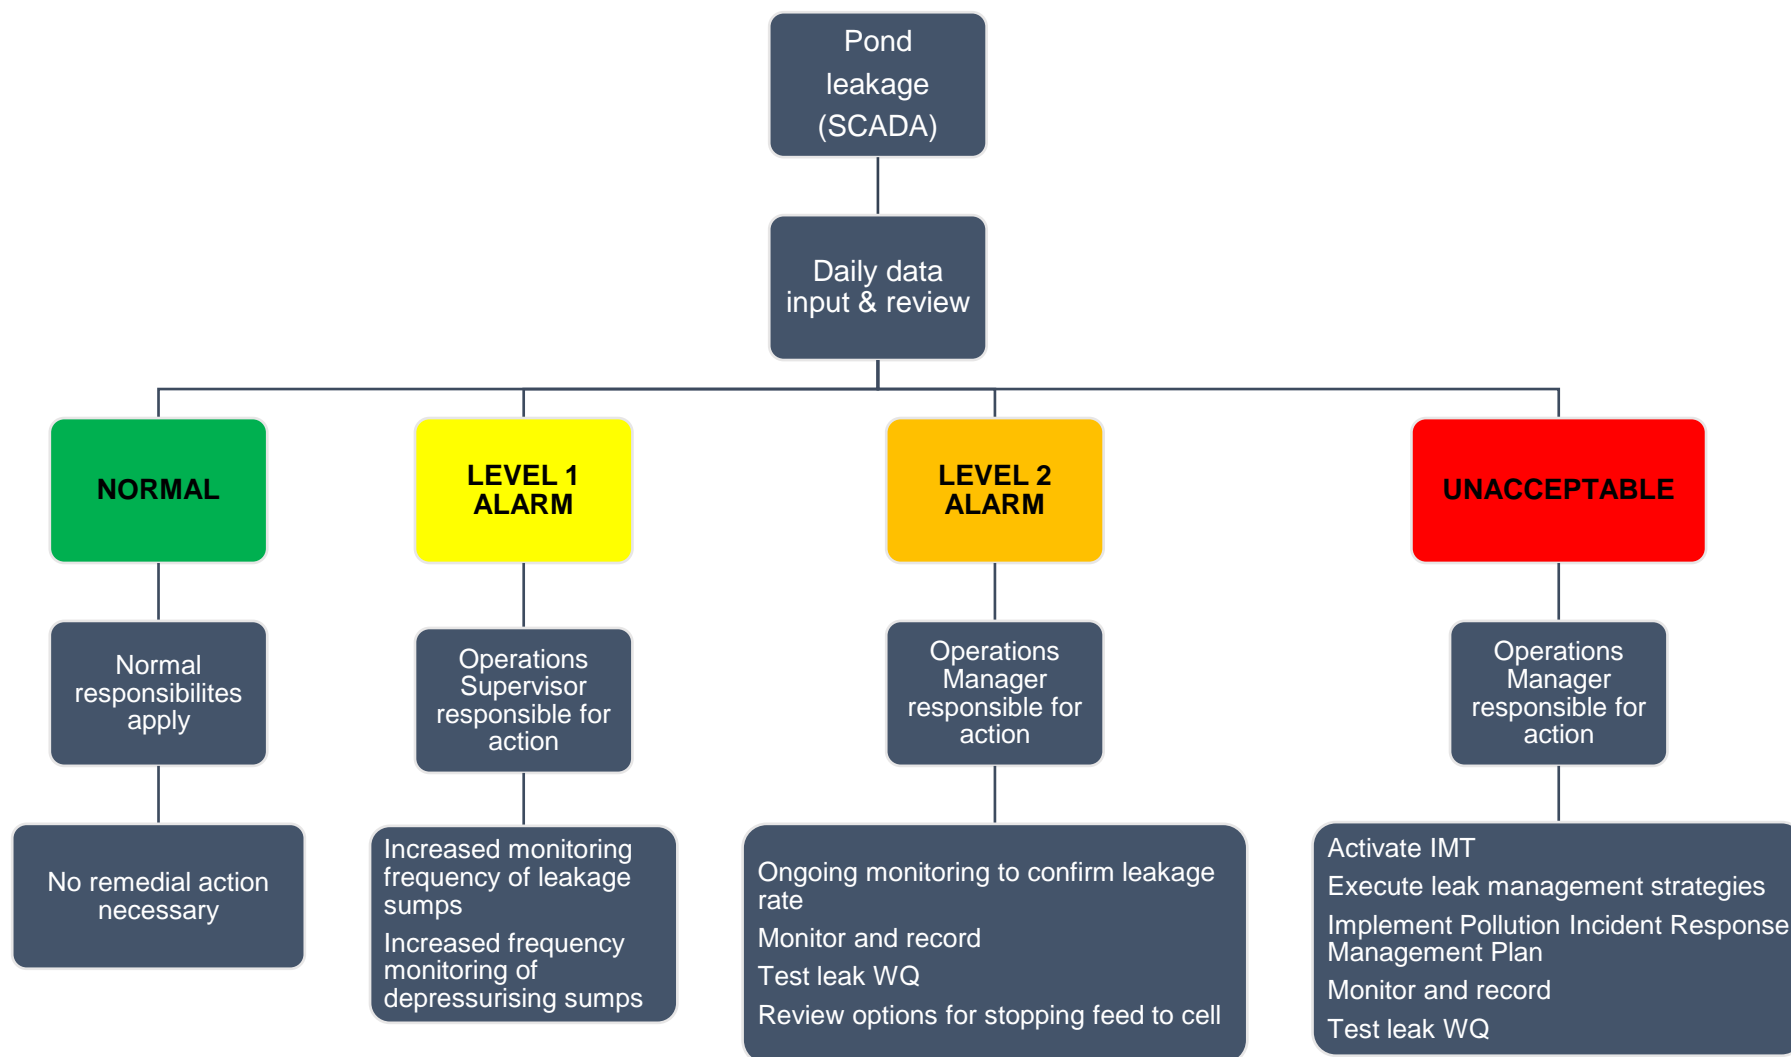 Pond
leakage
(SCADA)
Daily data
input & review
NORMAL
LEVEL 1
ALARM
LEVEL 2
ALARM
UNACCEPTABLE
Normal
responsibilites
apply
Operations
Supervisor
responsible for
action
Operations
Manager
responsible for
action
Operations
Manager
responsible for
action
No remedial action
necessary
Increased monitoring
frequency of leakage
sumps
Increased frequency
monitoring of
depressurising sumps
Ongoing monitoring to confirm leakage
rate
Monitor and record
Test leak WQ
Review options for stopping feed to cell
Activate IMT
Execute leak management strategies
Implement Pollution Incident Response
Management Plan
Monitor and record
Test leak WQ